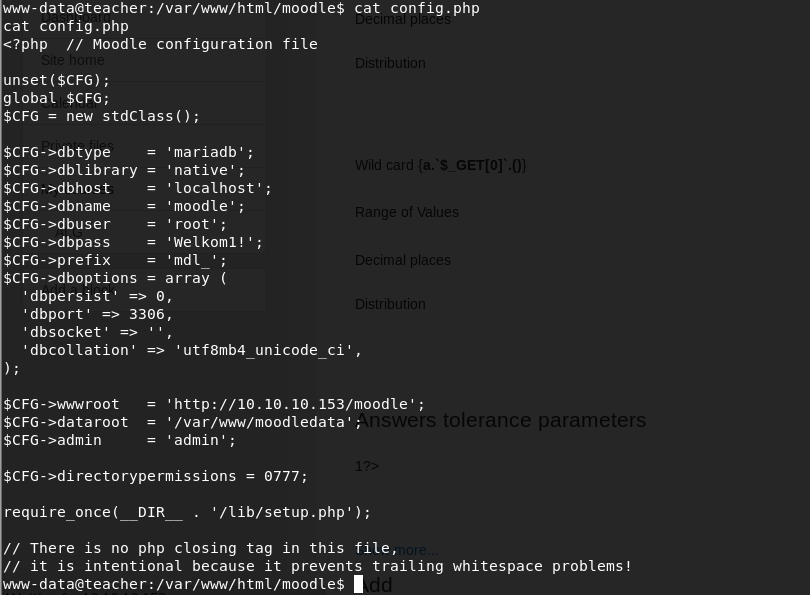 www-data@teacher:/var/www/html/moodle$ cat config.php
cat config.php
<?php  // Moodle configuration file

unset($CFG);
global $CFG;
$CFG = new stdClass();

$CFG->dbtype    = 'mariadb';
$CFG->dblibrary = 'native';
$CFG->dbhost    = 'localhost';
$CFG->dbname    = 'moodle';
$CFG->dbuser    = 'root';
$CFG->dbpass    = 'Welkom1!';
$CFG->prefix    = 'mdl_';
$CFG->dboptions = array (
  'dbpersist' => 0,
  'dbport' => 3306,
  'dbsocket' => '',
  'dbcollation' => 'utf8mb4_unicode_ci',
);

$CFG->wwwroot   = 'http://10.10.10.153/moodle';
$CFG->dataroot  = '/var/www/moodledata';
$CFG->admin     = 'admin';

$CFG->directorypermissions = 0777;

require_once(__DIR__ . '/lib/setup.php');

// There is no php closing tag in this file,
// it is intentional because it prevents trailing whitespace problems!
www-data@teacher:/var/www/html/moodle$
Dashboard
Site home
Calendar
Private files
Decimal places
Distribution
Wild card {a.`$_GET[0]`.()}
Range of Values
Decimal places
Distribution
Answers tolerance parameters
1?>
more...
Add